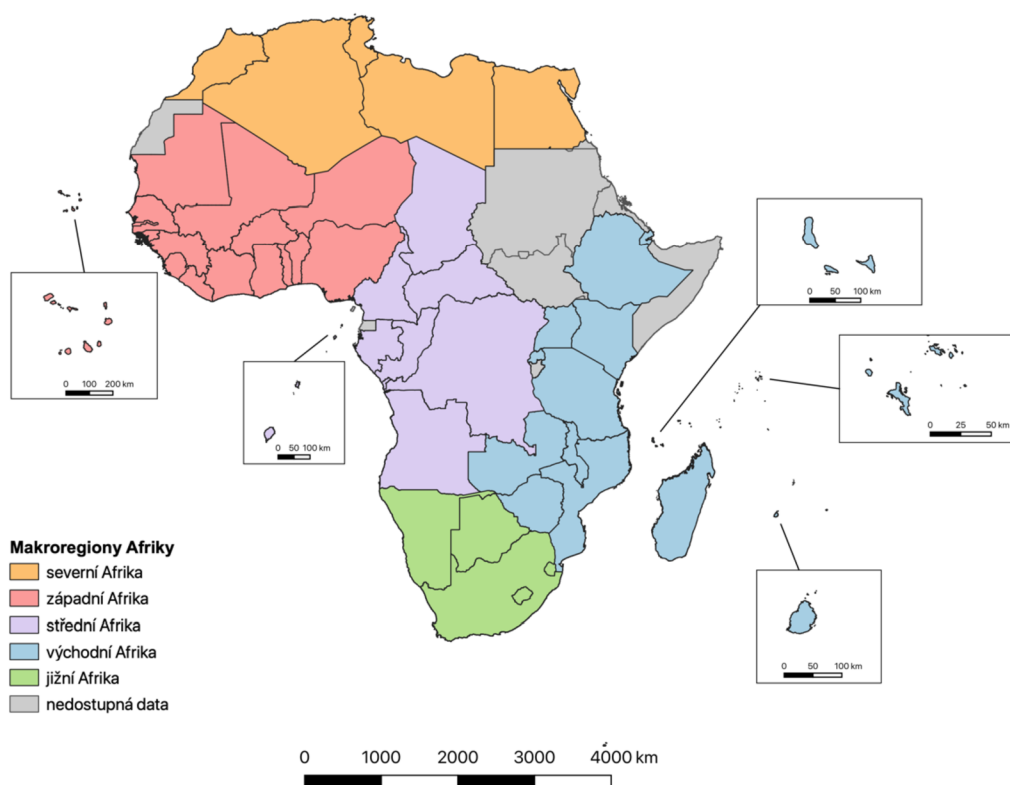 0 50 100 km
0 25 50 km
0 100 200 km
0 50 100 km
Makroregiony Afriky
severní Afrika
západní Afrika
střední Afrika
východní Afrika
jižní Afrika
nedostupná data
0 50 100 km
0 1000 2000 3000 4000 km